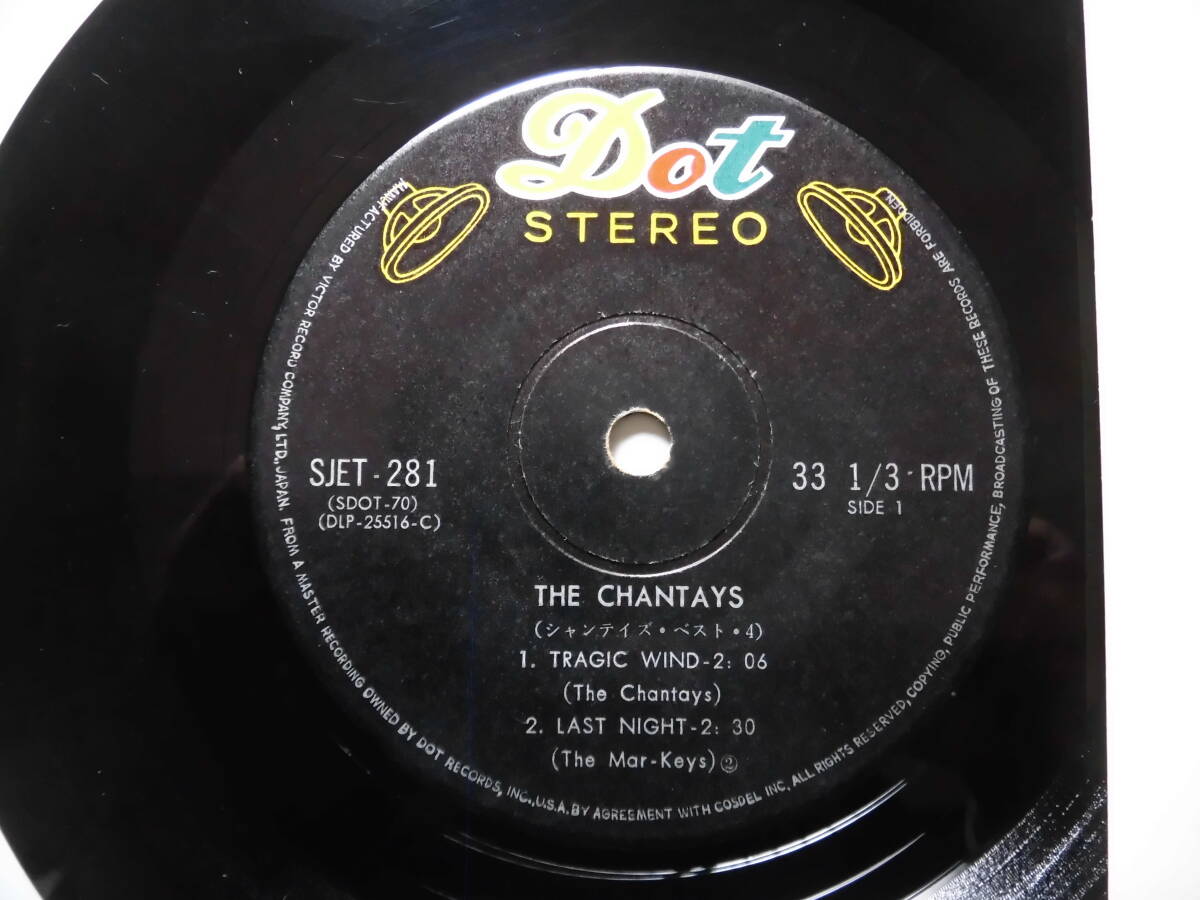 Dot
STEREO
SJET-281
(SDOT-70)
(DLP-25516-C)
33 1/3 RPM
SIDE 1
THE CHANTAYS
(シャンテイズ・ベスト・4)
1. TRAGIC WIND-2: 06
(The Chantays)
2. LAST NIGHT-2: 30
(The Mar-Keys)②
MANUFACTURED BY VICTOR RECORD COMPANY, LTD., JAPAN. FROM A MASTER RECORDING OWNED BY DOT RECORDS, INC., U.S.A. BY AGREEMENT WITH COSDEL INC. ALL RIGHTS RESERVED, COPYING, PUBLIC PERFORMANCE, BROADCASTING OF THESE RECORDS ARE FORBIDDEN